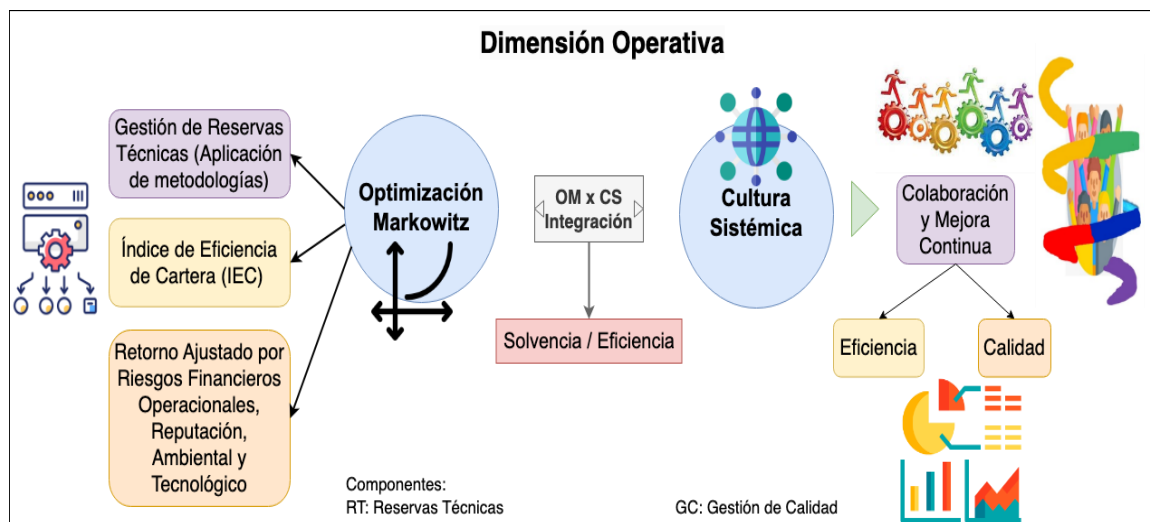 Dimensión Operativa
Gestión de Reservas
Técnicas (Aplicación
de metodologías)
Índice de Eficiencia
de Cartera (IEC)
Retorno Ajustado por
Riesgos Financieros
Operacionales,
Reputación,
Ambiental y
Tecnológico
Optimización
Markowitz
OM x CS
Integración
Solvencia / Eficiencia
Cultura
Sistémica
Colaboración
y Mejora
Continua
Eficiencia
Calidad
Componentes:
RT: Reservas Técnicas
GC: Gestión de Calidad